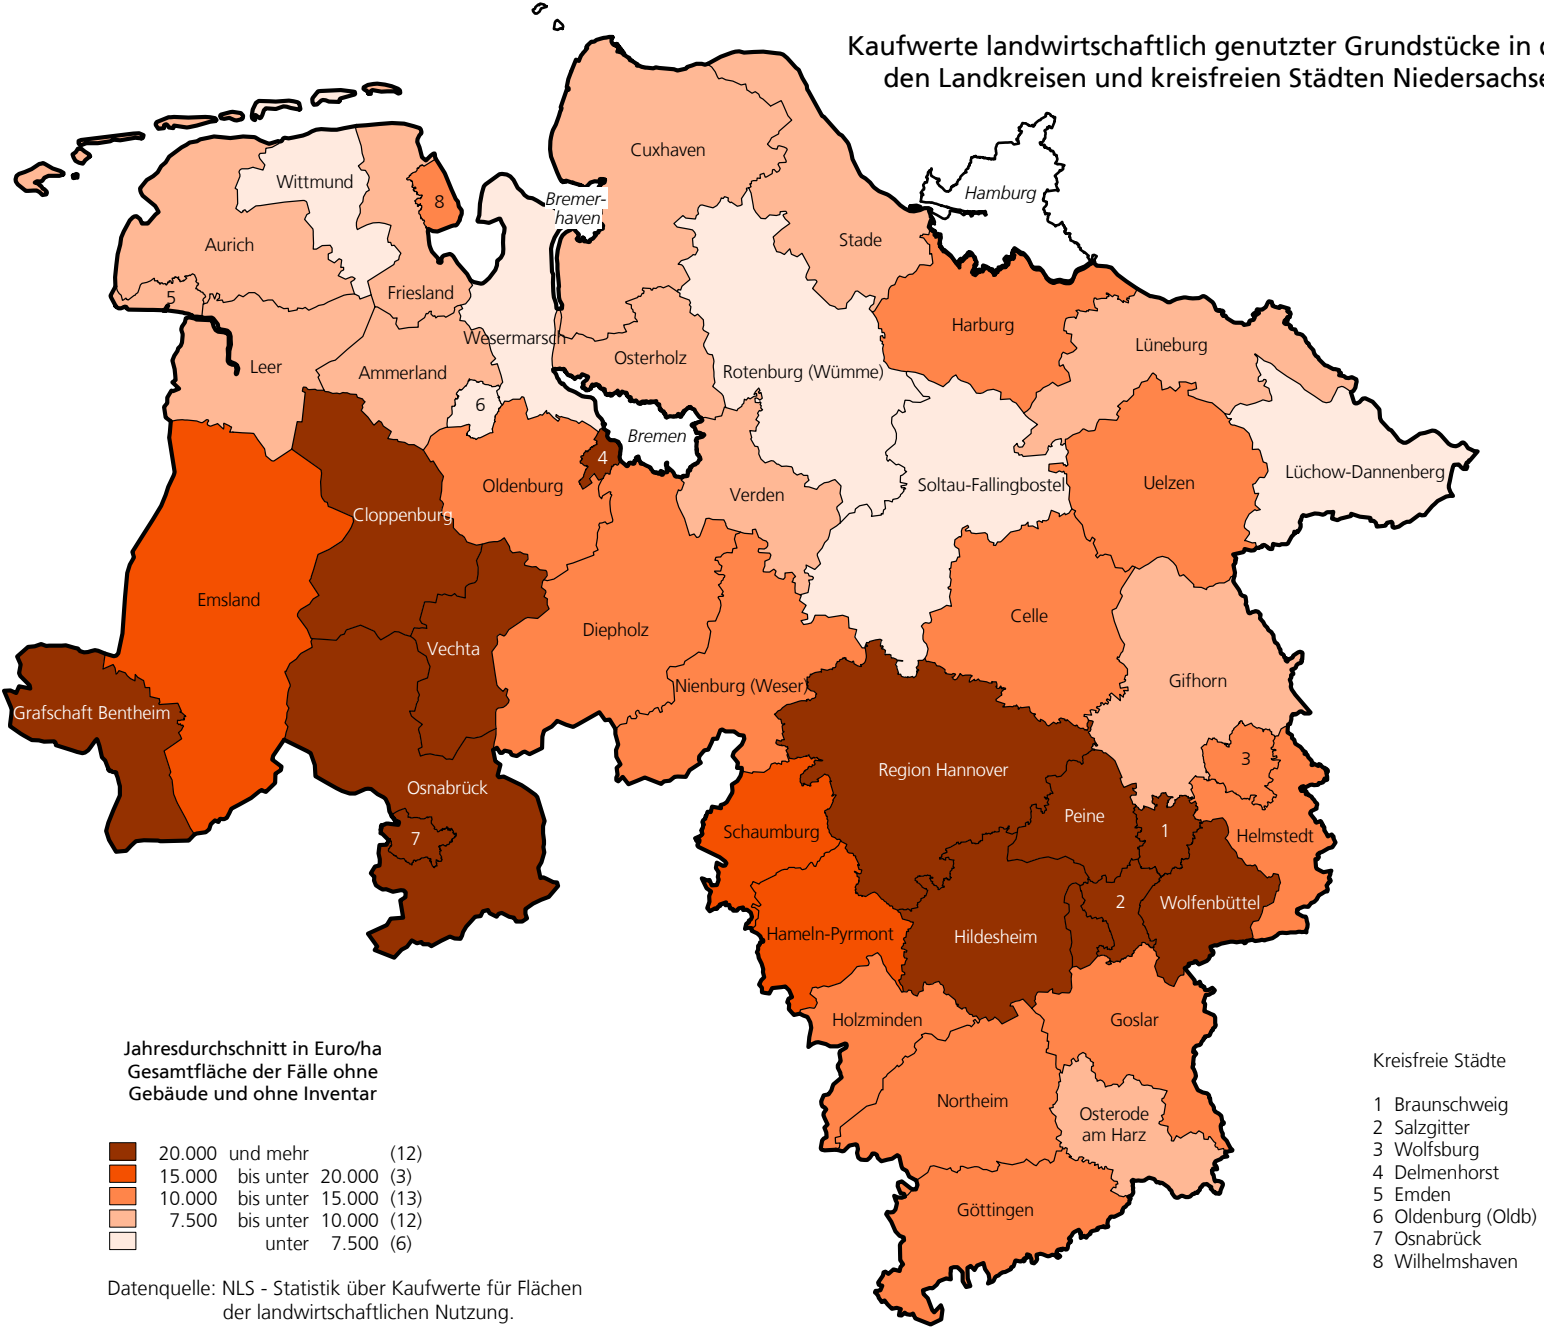 Kaufwerte landwirtschaftlich genutzter Grundstücke in
den Landkreisen und kreisfreien Städten
Cuxhaven
Wittmund
8
Bremer-
haven
Hamburg
Aurich
Stade
5
Friesland
Harburg
Wesermarsch
Lüneburg
Leer
Ammerland
Osterholz
Rotenburg (Wümme)
6
Bremen
4
Oldenburg
Verden
Soltau-Fallingbostel
Uelzen
Lüchow-Dannenberg
Cloppenburg
Emsland
Celle
Diepholz
Vechta
Nienburg (Weser)
Gifhorn
Grafschaft Bentheim
Region Hannover
3
Osnabrück
Peine
7
Schaumburg
1
Helmstedt
2
Wolfenbüttel
Hameln-Pyrmont
Hildesheim
Holzminden
Goslar
Northeim
Osterode
am Harz
Göttingen
Jahresdurchschnitt in Euro/ha
Gesamtfläche der Fälle ohne
Gebäude und ohne Inventar
20.000 und mehr (12)
15.000 bis unter 20.000 (3)
10.000 bis unter 15.000 (13)
7.500 bis unter 10.000 (12)
unter 7.500 (6)
Datenquelle: NLS - Statistik über Kaufwerte für Flächen
der landwirtschaftlichen Nutzung.
Kreisfreie Städte
1 Braunschweig
2 Salzgitter
3 Wolfsburg
4 Delmenhorst
5 Emden
6 Oldenburg (Oldb)
7 Osnabrück
8 Wilhelmshaven